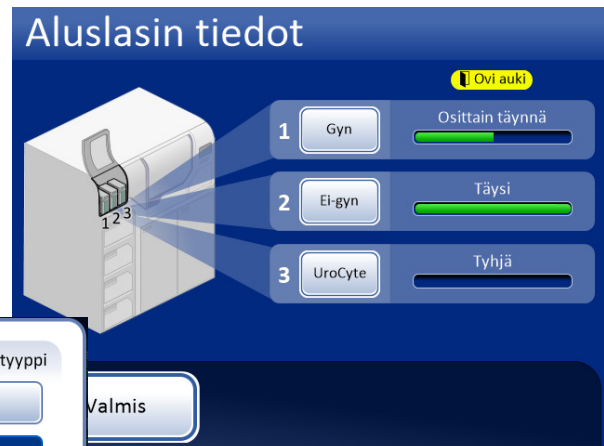 Aluslasin tiedot
Ovi auki
1 Gyn Osittain täynnä
2 Ei-gyn Täysi
3 UroCyte Tyhjä
1 2 3
tyyppi
Valmis